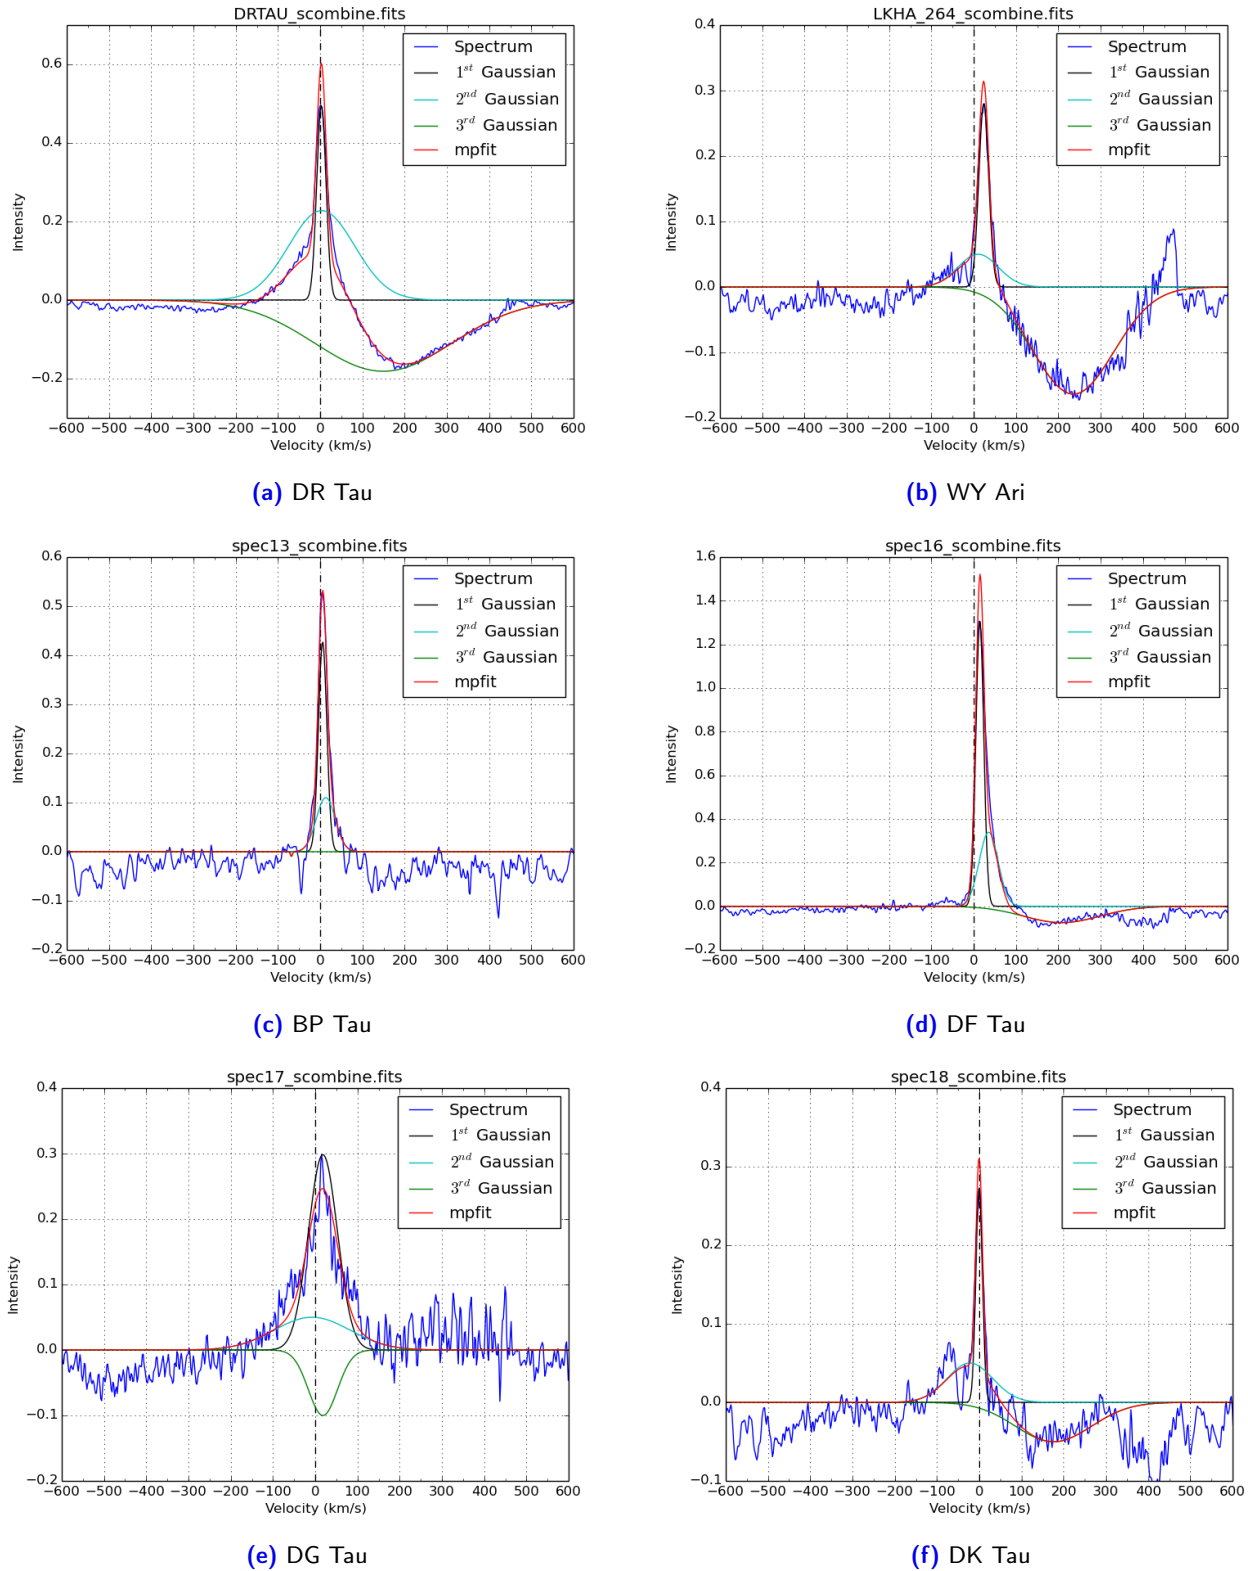 DRTAU_scombine.fits
Spectrum
1st Gaussian
2nd Gaussian
3rd Gaussian
mpfit
Intensity
0.6
0.4
0.2
0.0
−0.2
−600 −500 −400 −300 −200 −100 0 100 200 300 400 500 600
Velocity (km/s)
(a) DR Tau
LKHA_264_scombine.fits
Spectrum
1st Gaussian
2nd Gaussian
3rd Gaussian
mpfit
Intensity
0.4
0.3
0.2
0.1
0.0
−0.1
−0.2
−600 −500 −400 −300 −200 −100 0 100 200 300 400 500 600
Velocity (km/s)
(b) WY Ari
spec13_scombine.fits
Spectrum
1st Gaussian
2nd Gaussian
3rd Gaussian
mpfit
Intensity
0.6
0.5
0.4
0.3
0.2
0.1
0.0
−0.1
−0.2
−600 −500 −400 −300 −200 −100 0 100 200 300 400 500 600
Velocity (km/s)
(c) BP Tau
spec16_scombine.fits
Spectrum
1st Gaussian
2nd Gaussian
3rd Gaussian
mpfit
Intensity
1.6
1.4
1.2
1.0
0.8
0.6
0.4
0.2
0.0
−0.2
−600 −500 −400 −300 −200 −100 0 100 200 300 400 500 600
Velocity (km/s)
(d) DF Tau
spec17_scombine.fits
Spectrum
1st Gaussian
2nd Gaussian
3rd Gaussian
mpfit
Intensity
0.4
0.3
0.2
0.1
0.0
−0.1
−0.2
−600 −500 −400 −300 −200 −100 0 100 200 300 400 500 600
Velocity (km/s)
(e) DG Tau
spec18_scombine.fits
Spectrum
1st Gaussian
2nd Gaussian
3rd Gaussian
mpfit
Intensity
0.4
0.3
0.2
0.1
0.0
−0.1
−600 −500 −400 −300 −200 −100 0 100 200 300 400 500 600
Velocity (km/s)
(f) DK Tau